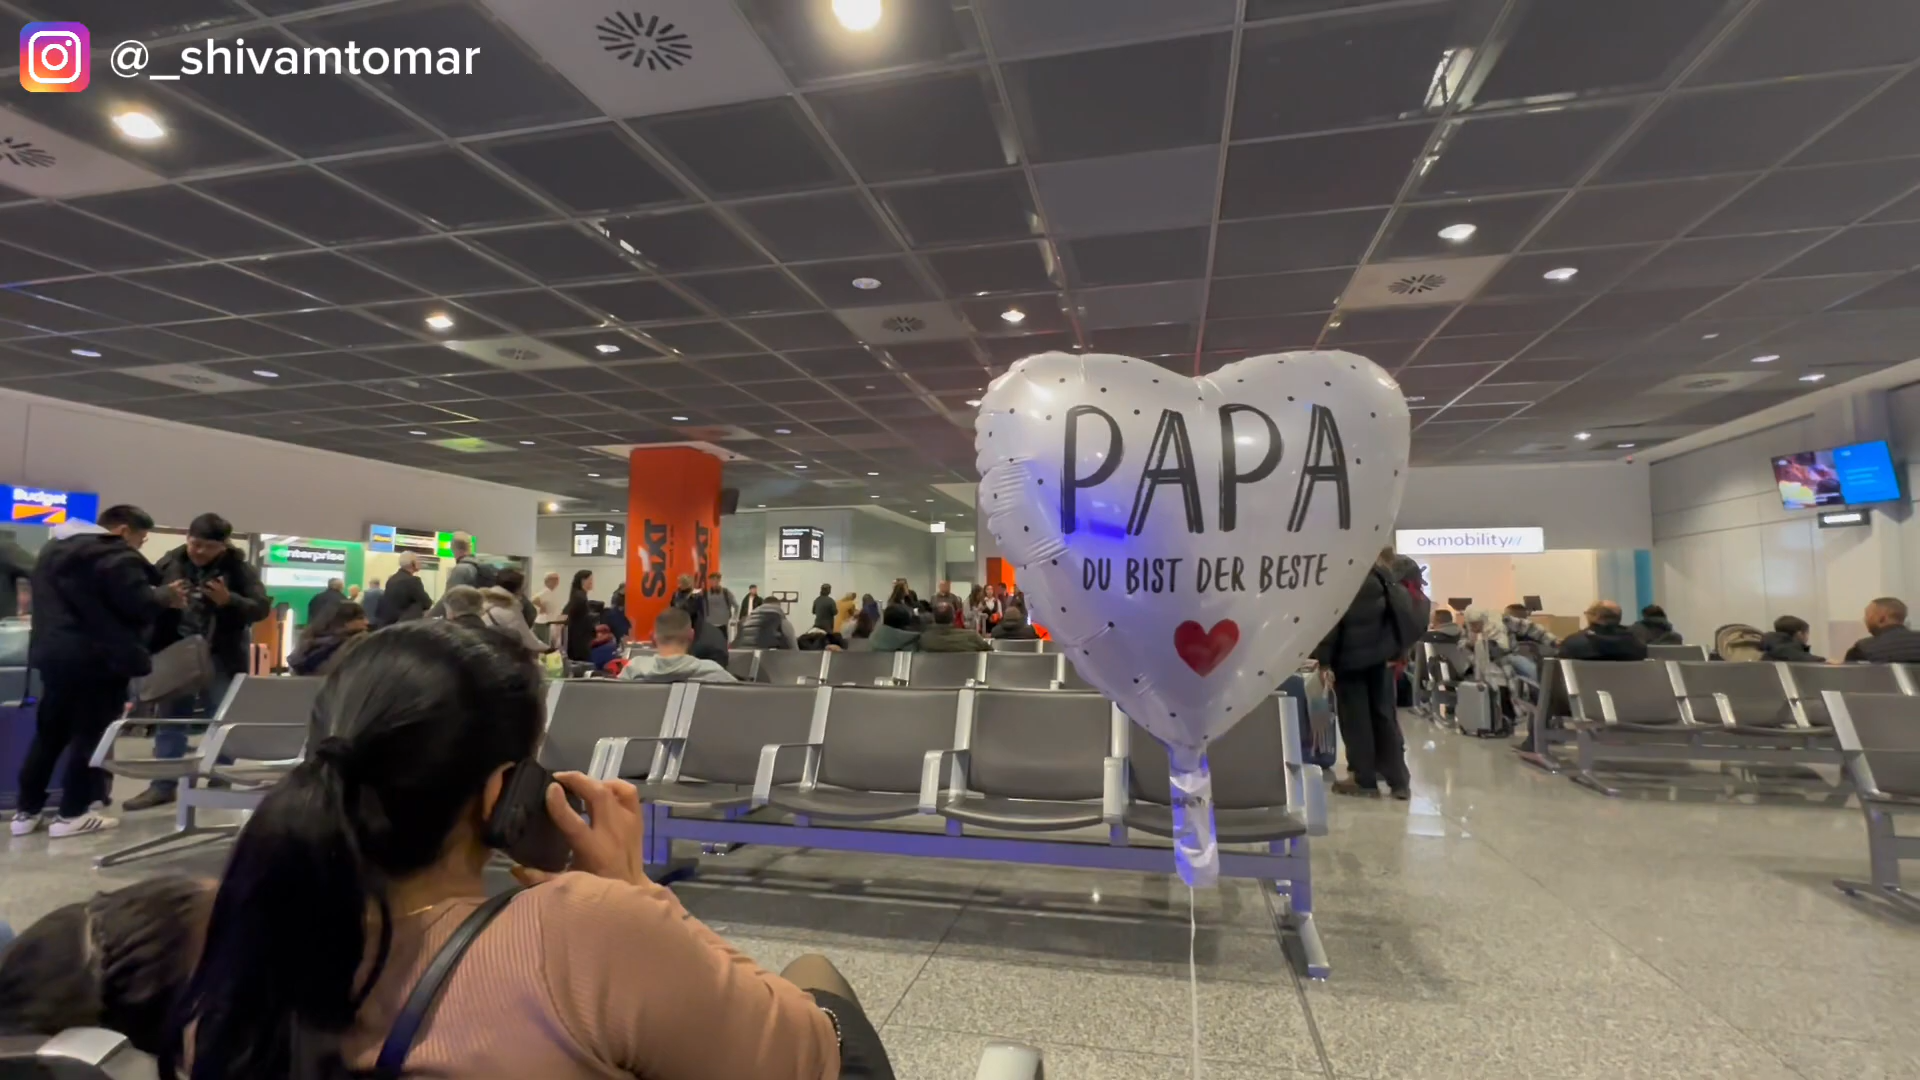 @_shivamtomar
PAPA
DU BIST DER BESTE
Budget
enterprise
SIXT
SIXT
OKmobility